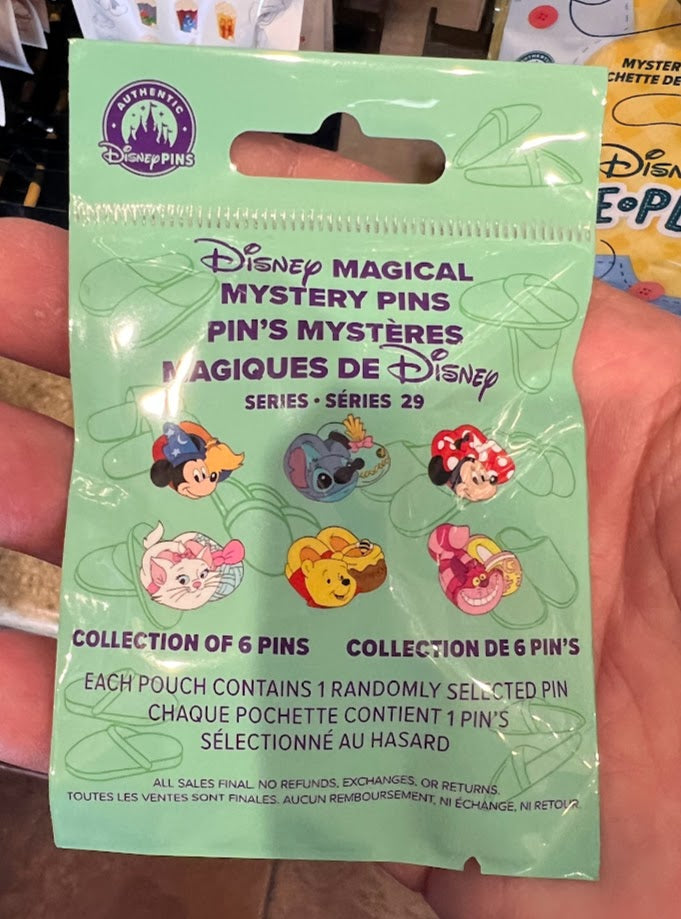 AUTHENTIC
Disney PINS
Disney MAGICAL
MYSTERY PINS
PIN'S MYSTÈRES
MAGIQUES DE Disney
SERIES • SÉRIES 29
COLLECTION OF 6 PINS
COLLECTION DE 6 PIN'S
EACH POUCH CONTAINS 1 RANDOMLY SELECTED PIN
CHAQUE POCHETTE CONTIENT 1 PIN'S
SÉLECTIONNÉ AU HASARD
ALL SALES FINAL. NO REFUNDS, EXCHANGES, OR RETURNS.
TOUTES LES VENTES SONT FINALES. AUCUN REMBOURSEMENT, NI ÉCHANGE, NI RETOUR.